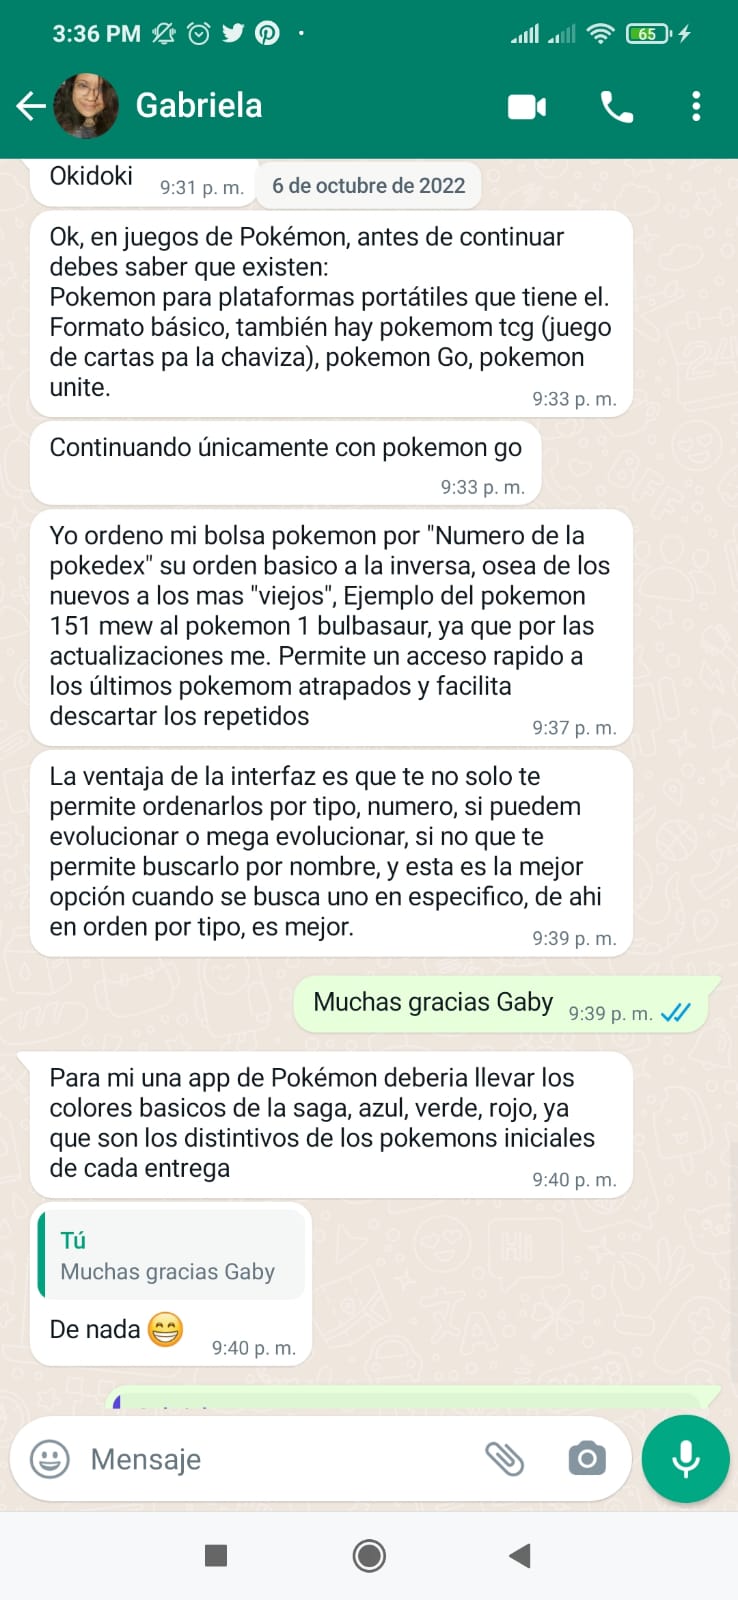 3:36 PM
65
Gabriela
Okidoki
9:31 p. m.
6 de octubre de 2022
Ok, en juegos de Pokémon, antes de continuar
debes saber que existen:
Pokemon para plataformas portátiles que tiene el.
Formato básico, también hay pokemom tcg (juego
de cartas pa la chaviza), pokemon Go, pokemon
unite.
9:33 p. m.
Continuando únicamente con pokemon go
9:33 p. m.
Yo ordeno mi bolsa pokemon por "Numero de la
pokedex" su orden basico a la inversa, osea de los
nuevos a los mas "viejos", Ejemplo del pokemon
151 mew al pokemon 1 bulbasaur, ya que por las
actualizaciones me. Permite un acceso rapido a
los últimos pokemom atrapados y facilita
descartar los repetidos
9:37 p. m.
La ventaja de la interfaz es que te no solo te
permite ordenarlos por tipo, numero, si puedem
evolucionar o mega evolucionar, si no que te
permite buscarlo por nombre, y esta es la mejor
opción cuando se busca uno en especifico, de ahi
en orden por tipo, es mejor.
9:39 p. m.
Muchas gracias Gaby
9:39 p. m.
Para mi una app de Pokémon deberia llevar los
colores basicos de la saga, azul, verde, rojo, ya
que son los distintivos de los pokemons iniciales
de cada entrega
9:40 p. m.
Tú
Muchas gracias Gaby
De nada 😁
9:40 p. m.
Mensaje